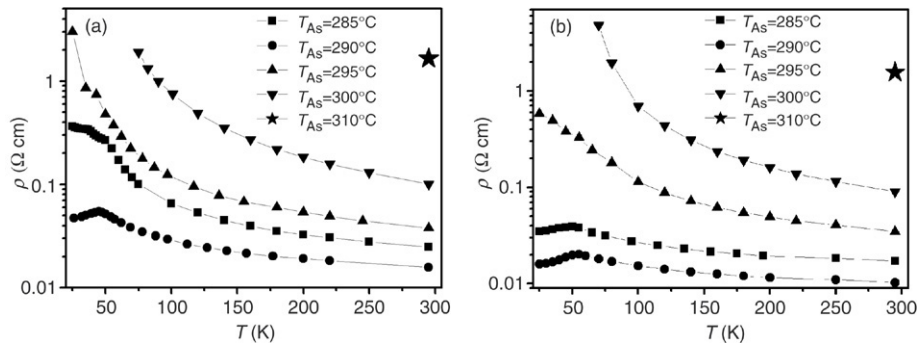 (a)
T_As=285°C
T_As=290°C
T_As=295°C
T_As=300°C
T_As=310°C
1
0.1
0.01
ρ (Ω cm)
50 100 150 200 250 300
T (K)
(b)
T_As=285°C
T_As=290°C
T_As=295°C
T_As=300°C
T_As=310°C
1
0.1
0.01
ρ (Ω cm)
50 100 150 200 250 300
T (K)